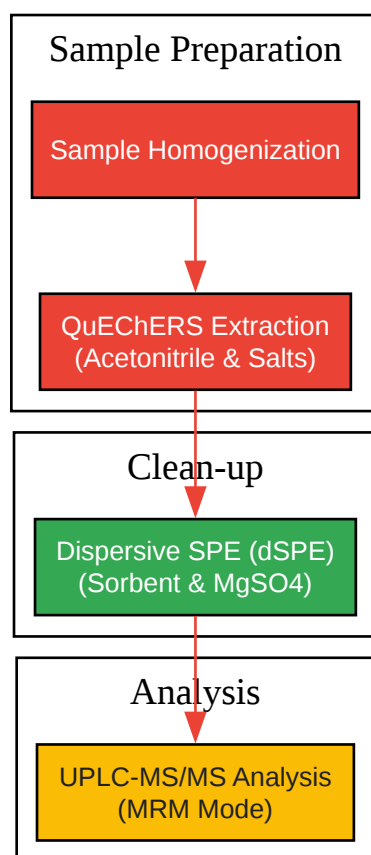 Sample Preparation
Sample Homogenization
QuEChERS Extraction
(Acetonitrile & Salts)
Clean-up
Dispersive SPE (dSPE)
(Sorbent & MgSO4)
Analysis
UPLC-MS/MS Analysis
(MRM Mode)